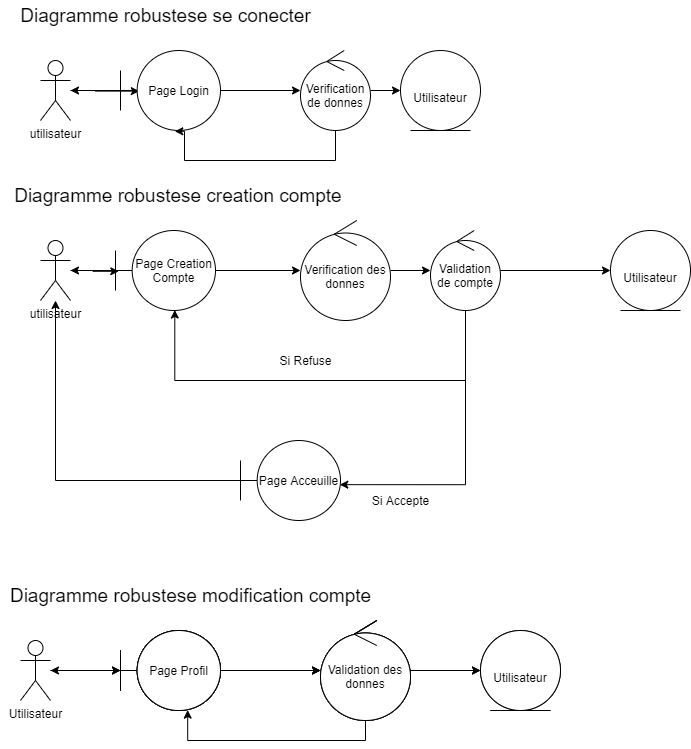 Diagramme robustese se conecter
Page Login
Verification
de donnes
Utilisateur
utilisateur
Diagramme robustese creation compte
Page Creation
Compte
Verification des
donnes
Validation
de compte
Utilisateur
utilisateur
Si Refuse
Page Acceuille
Si Accepte
Diagramme robustese modification compte
Page Profil
Validation des
donnes
Utilisateur
Utilisateur